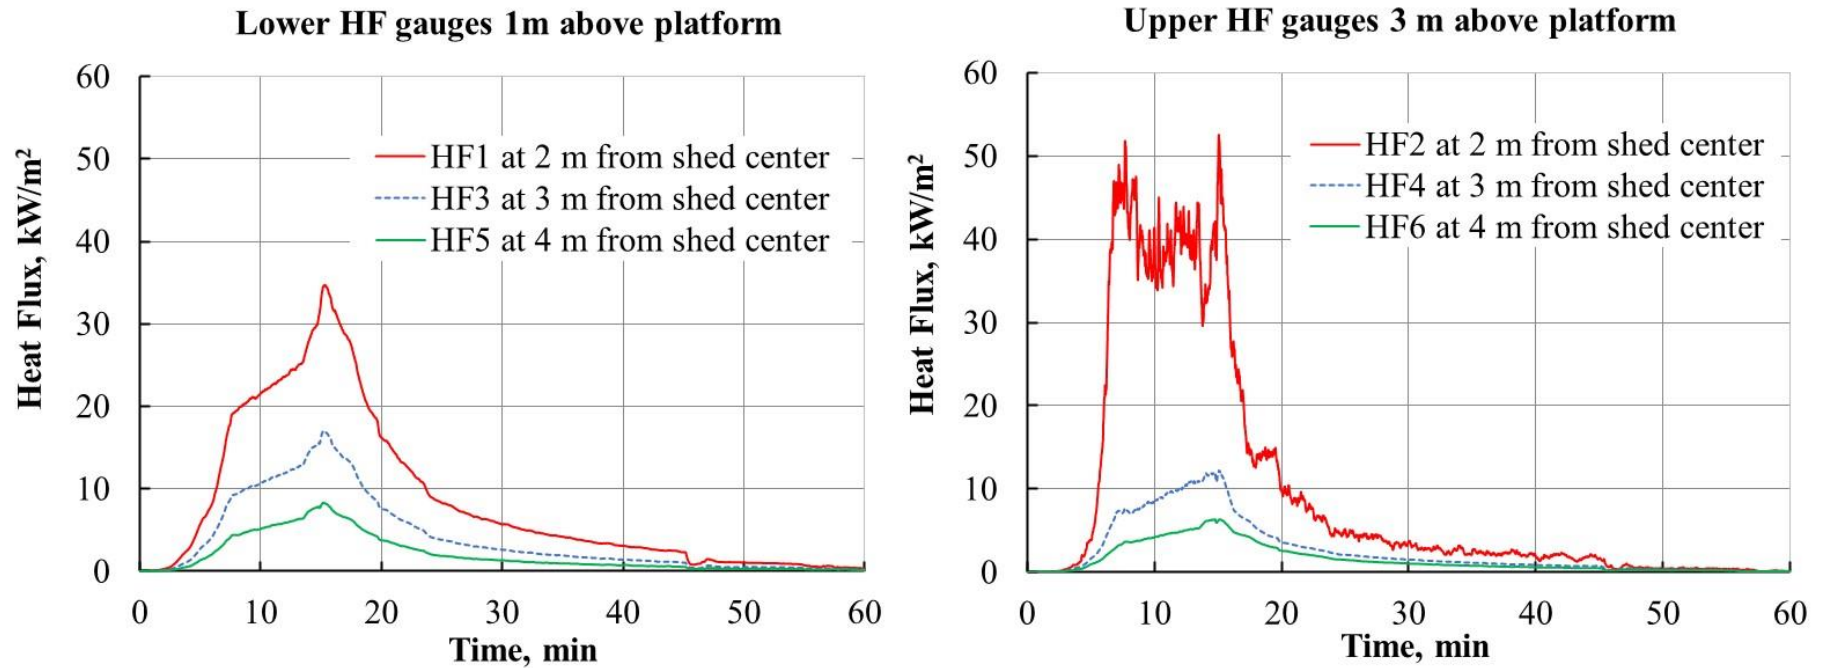 Lower HF gauges 1m above platform
60
50
40
30
20
10
0
Heat Flux, kW/m²
HF1 at 2 m from shed center
HF3 at 3 m from shed center
HF5 at 4 m from shed center
0 10 20 30 40 50 60
Time, min
Upper HF gauges 3 m above platform
60
50
40
30
20
10
0
Heat Flux, kW/m²
HF2 at 2 m from shed center
HF4 at 3 m from shed center
HF6 at 4 m from shed center
0 10 20 30 40 50 60
Time, min